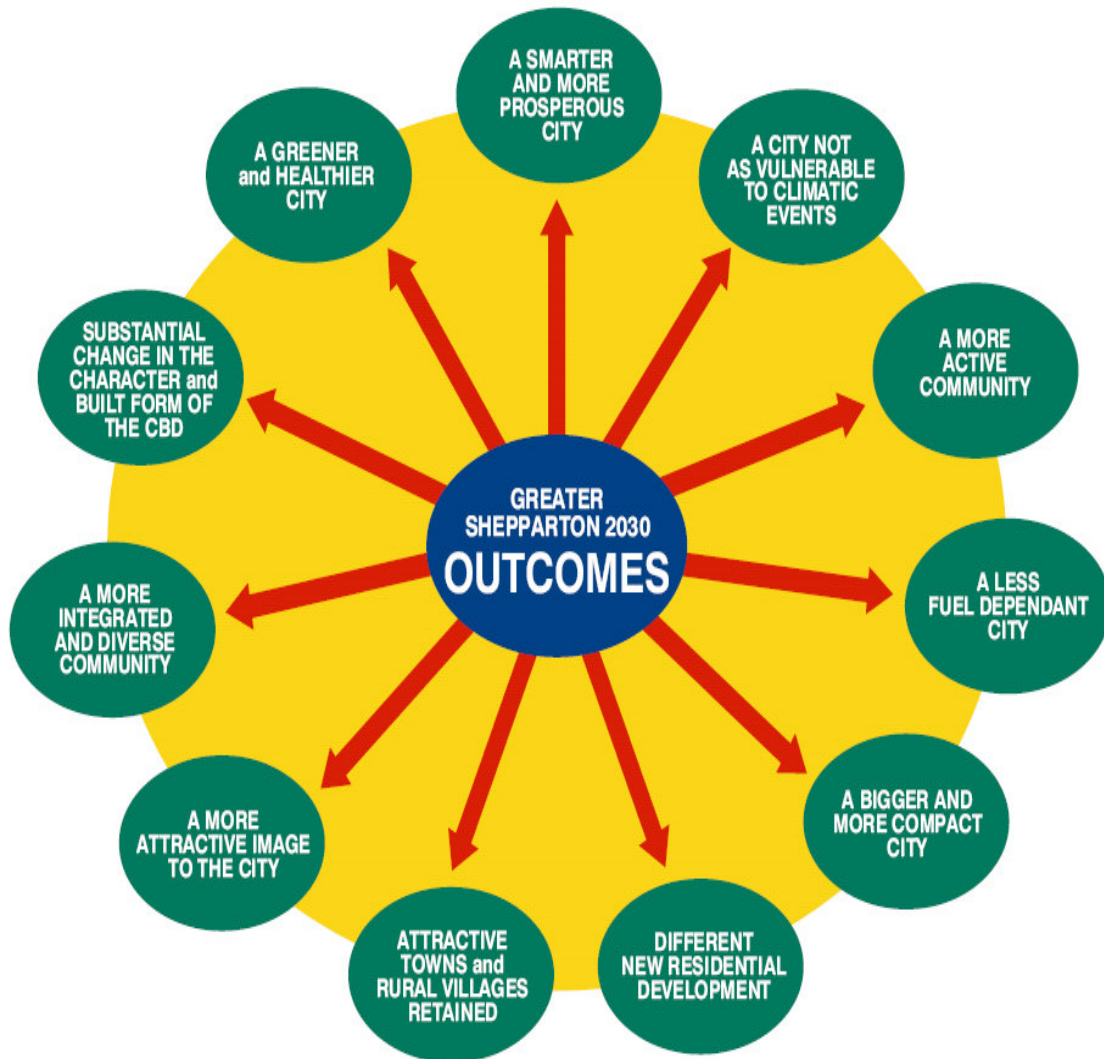 A SMARTER
AND MORE
PROSPEROUS
CITY
A CITY NOT
AS VULNERABLE
TO CLIMATIC
EVENTS
A MORE
ACTIVE
COMMUNITY
A LESS
FUEL DEPENDANT
CITY
A BIGGER AND
MORE COMPACT
CITY
DIFFERENT
NEW RESIDENTIAL
DEVELOPMENT
ATTRACTIVE
TOWNS and
RURAL VILLAGES
RETAINED
A MORE
ATTRACTIVE IMAGE
TO THE CITY
A MORE
INTEGRATED
AND DIVERSE
COMMUNITY
SUBSTANTIAL
CHANGE IN THE
CHARACTER and
BUILT FORM OF
THE CBD
A GREENER
and HEALTHIER
CITY
GREATER
SHEPPARTON 2030
OUTCOMES